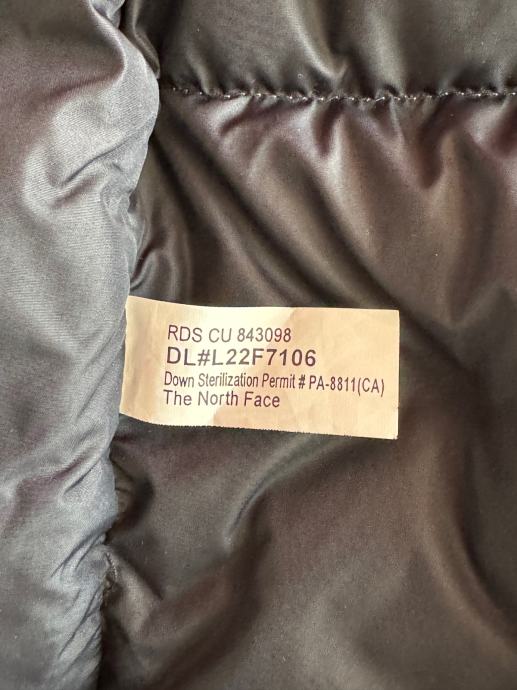 RDS CU 843098
DL#L22F7106
Down Sterilization Permit # PA-8811(CA)
The North Face